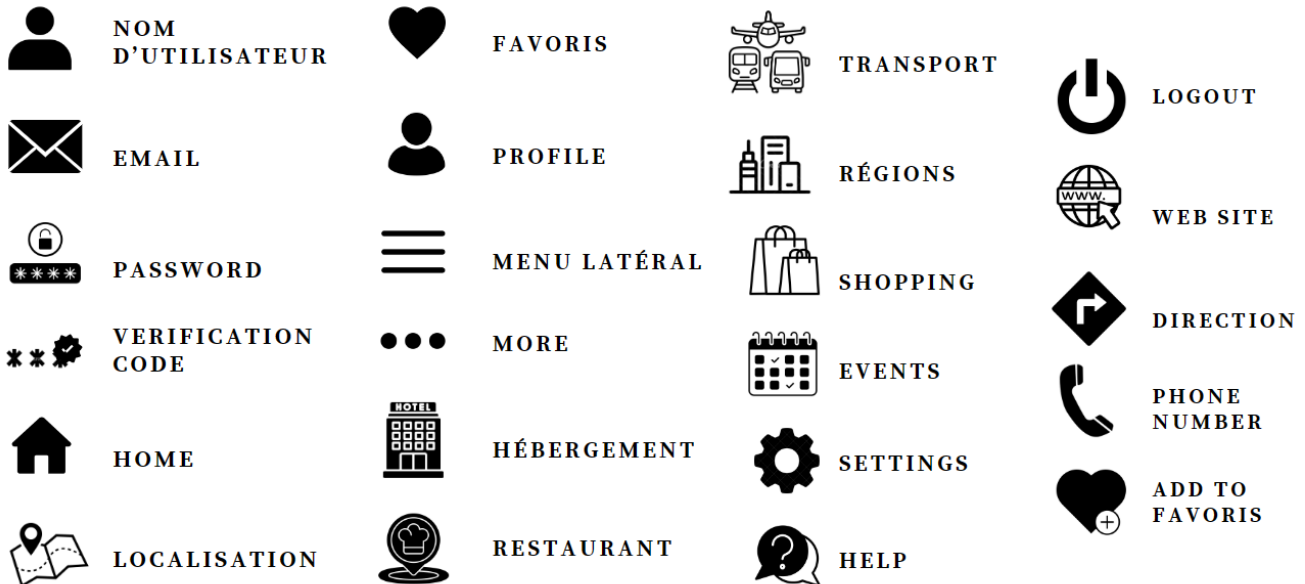 NOM
D'UTILISATEUR
EMAIL
PASSWORD
****
VERIFICATION
CODE
**
HOME
LOCALISATION
FAVORIS
PROFILE
MENU LATÉRAL
MORE
HOTEL
HÉBERGEMENT
RESTAURANT
TRANSPORT
RÉGIONS
SHOPPING
EVENTS
SETTINGS
?
HELP
LOGOUT
WWW.
WEB SITE
DIRECTION
PHONE
NUMBER
ADD TO
FAVORIS